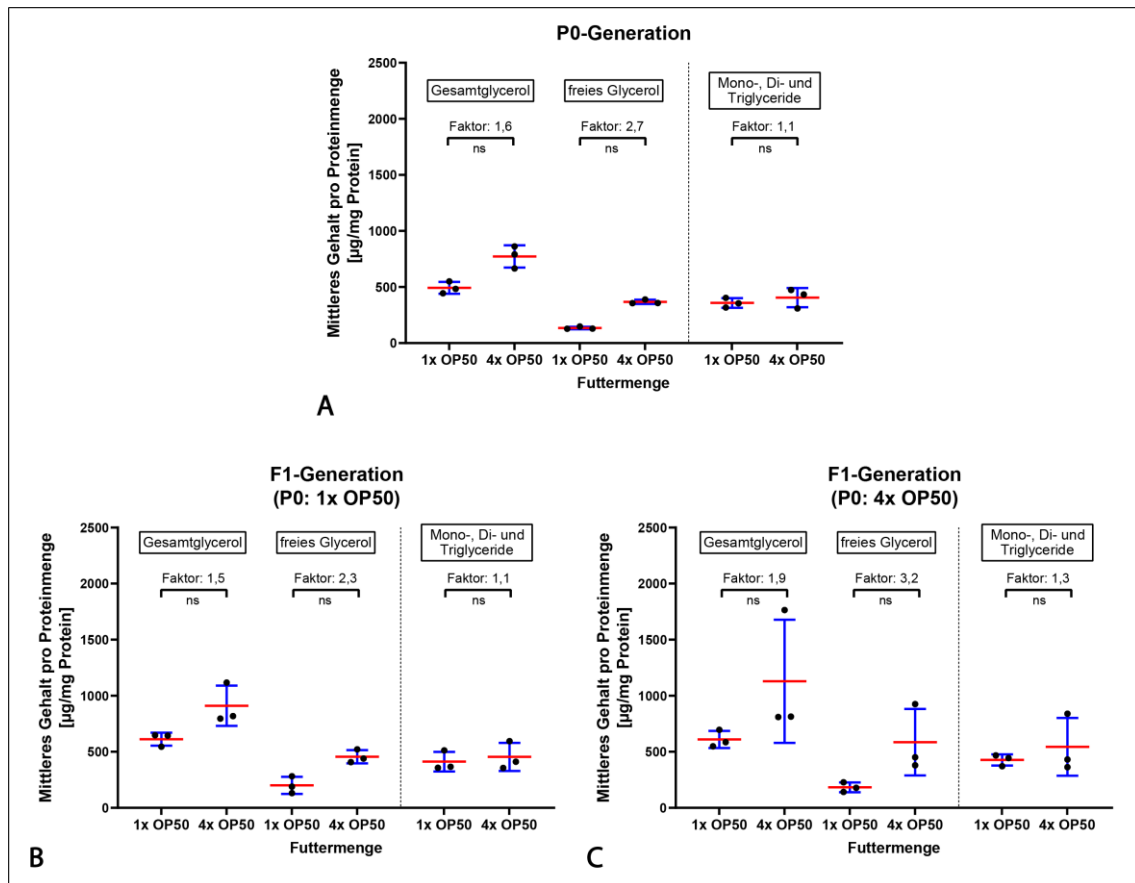 P0-Generation
Mittleres Gehalt pro Proteinmenge
[µg/mg Protein]
2500
2000
1500
1000
500
0
Gesamtglycerol
freies Glycerol
Mono-, Di- und
Triglyceride
Faktor: 1,6
Faktor: 2,7
Faktor: 1,1
ns
ns
ns
1x OP50 4x OP50 1x OP50 4x OP50 1x OP50 4x OP50
Futtermenge
A
F1-Generation
(P0: 1x OP50)
Mittleres Gehalt pro Proteinmenge
[µg/mg Protein]
2500
2000
1500
1000
500
0
Gesamtglycerol
freies Glycerol
Mono-, Di- und
Triglyceride
Faktor: 1,5
Faktor: 2,3
Faktor: 1,1
ns
ns
ns
1x OP50 4x OP50 1x OP50 4x OP50 1x OP50 4x OP50
Futtermenge
B
F1-Generation
(P0: 4x OP50)
Mittleres Gehalt pro Proteinmenge
[µg/mg Protein]
2500
2000
1500
1000
500
0
Gesamtglycerol
freies Glycerol
Mono-, Di- und
Triglyceride
Faktor: 1,9
Faktor: 3,2
Faktor: 1,3
ns
ns
ns
1x OP50 4x OP50 1x OP50 4x OP50 1x OP50 4x OP50
Futtermenge
C